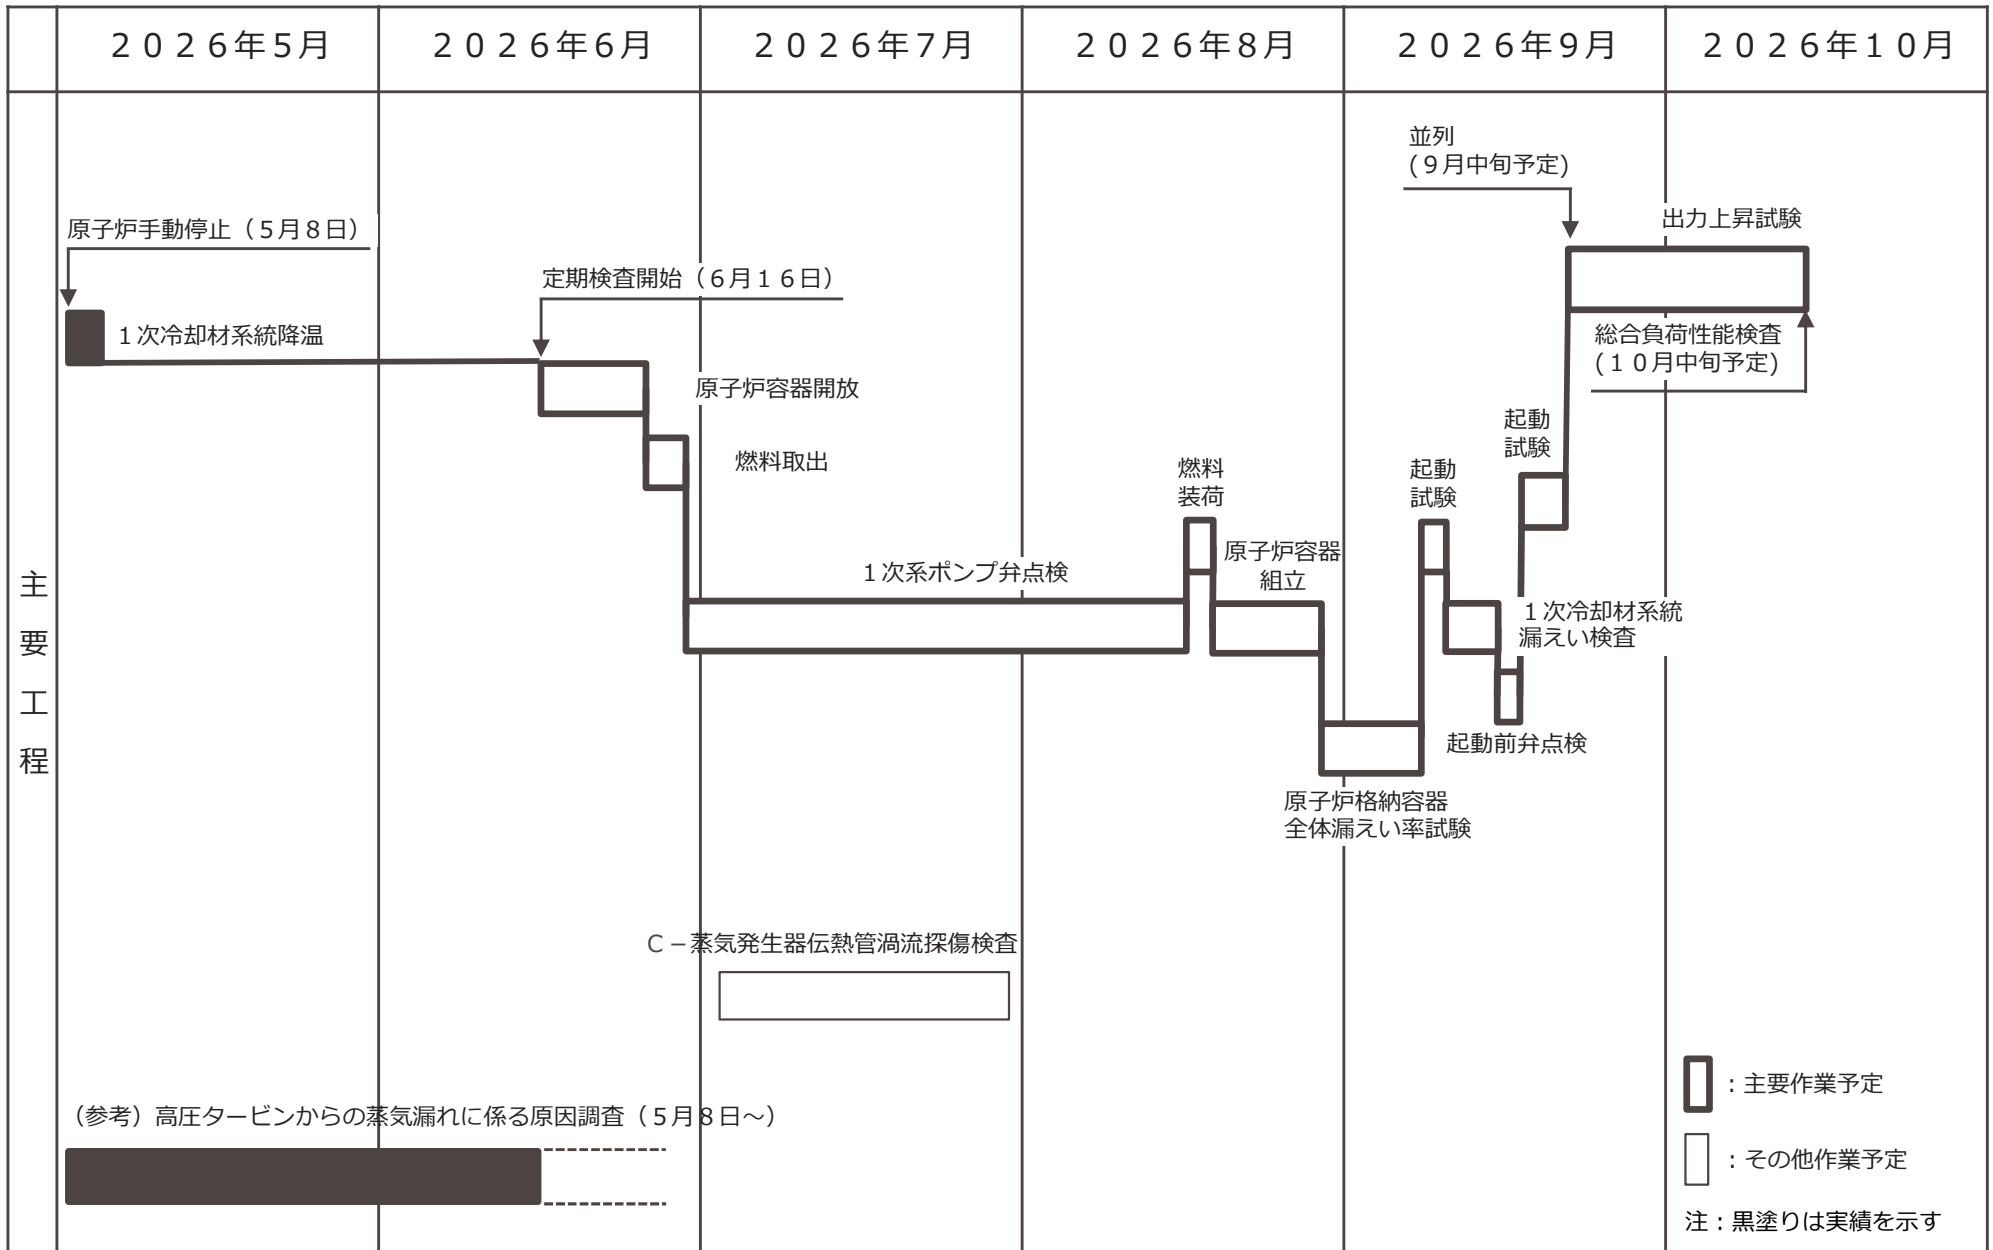 ２０２６年５月
２０２６年６月
２０２６年７月
２０２６年８月
２０２６年９月
２０２６年１０月
主要工程
原子炉手動停止（５月８日）
１次冷却材系統降温
定期検査開始（６月１６日）
原子炉容器開放
燃料取出
１次系ポンプ弁点検
燃料
装荷
原子炉容器
組立
原子炉格納容器
全体漏えい率試験
起動
試験
１次冷却材系統
漏えい検査
起動前弁点検
起動
試験
並列
(９月中旬予定)
出力上昇試験
総合負荷性能検査
(１０月中旬予定)
Ｃ－蒸気発生器伝熱管渦流探傷検査
（参考）高圧タービンからの蒸気漏れに係る原因調査（５月８日～）
：主要作業予定
：その他作業予定
注：黒塗りは実績を示す